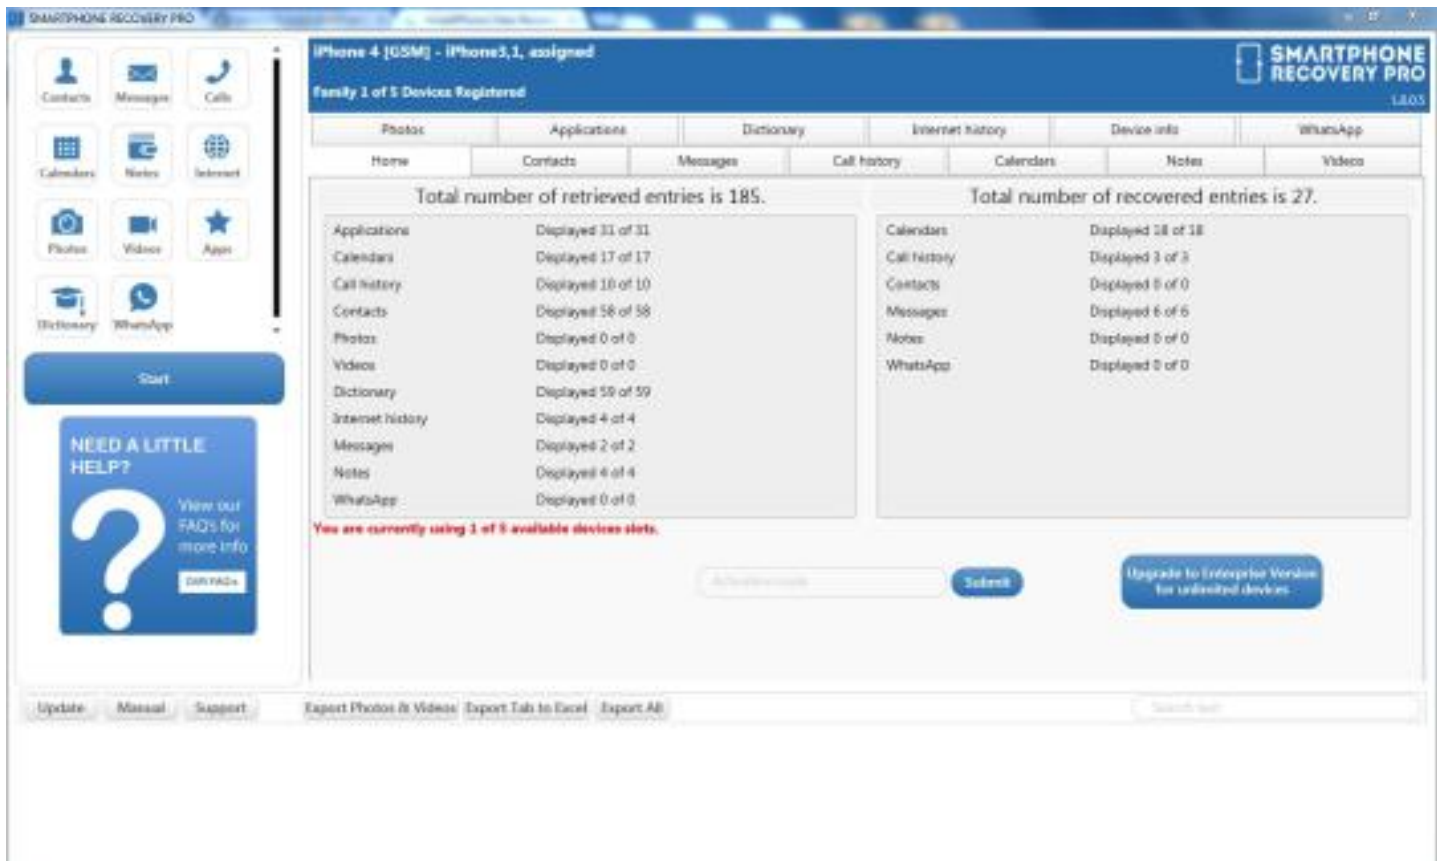 SMARTPHONE RECOVERY PRO
Contacts Messages Calls
Calendars Notes Internet
Photos Videos Apps
Dictionary WhatsApp
Start
NEED A LITTLE
HELP?
View our
FAQ's for
more info
OUR FAQs
iPhone 4 [GSM] - iPhone3,1, assigned
Family 1 of 5 Devices Registered
SMARTPHONE
RECOVERY PRO
Photos Applications Dictionary Internet history Device info WhatsApp
Home Contacts Messages Call history Calendars Notes Videos
Total number of retrieved entries is 185.
Applications Displayed 31 of 31
Calendars Displayed 17 of 17
Call history Displayed 10 of 10
Contacts Displayed 58 of 58
Photos Displayed 0 of 0
Videos Displayed 0 of 0
Dictionary Displayed 59 of 59
Internet history Displayed 4 of 4
Messages Displayed 2 of 2
Notes Displayed 4 of 4
WhatsApp Displayed 0 of 0
Total number of recovered entries is 27.
Calendars Displayed 18 of 18
Call history Displayed 3 of 3
Contacts Displayed 0 of 0
Messages Displayed 6 of 6
Notes Displayed 0 of 0
WhatsApp Displayed 0 of 0
You are currently using 1 of 5 available devices slots.
Activation code Submit
Upgrade to Enterprise Version
for unlimited devices
Update Manual Support Export Photos & Videos Export Tab to Excel Export All Search text